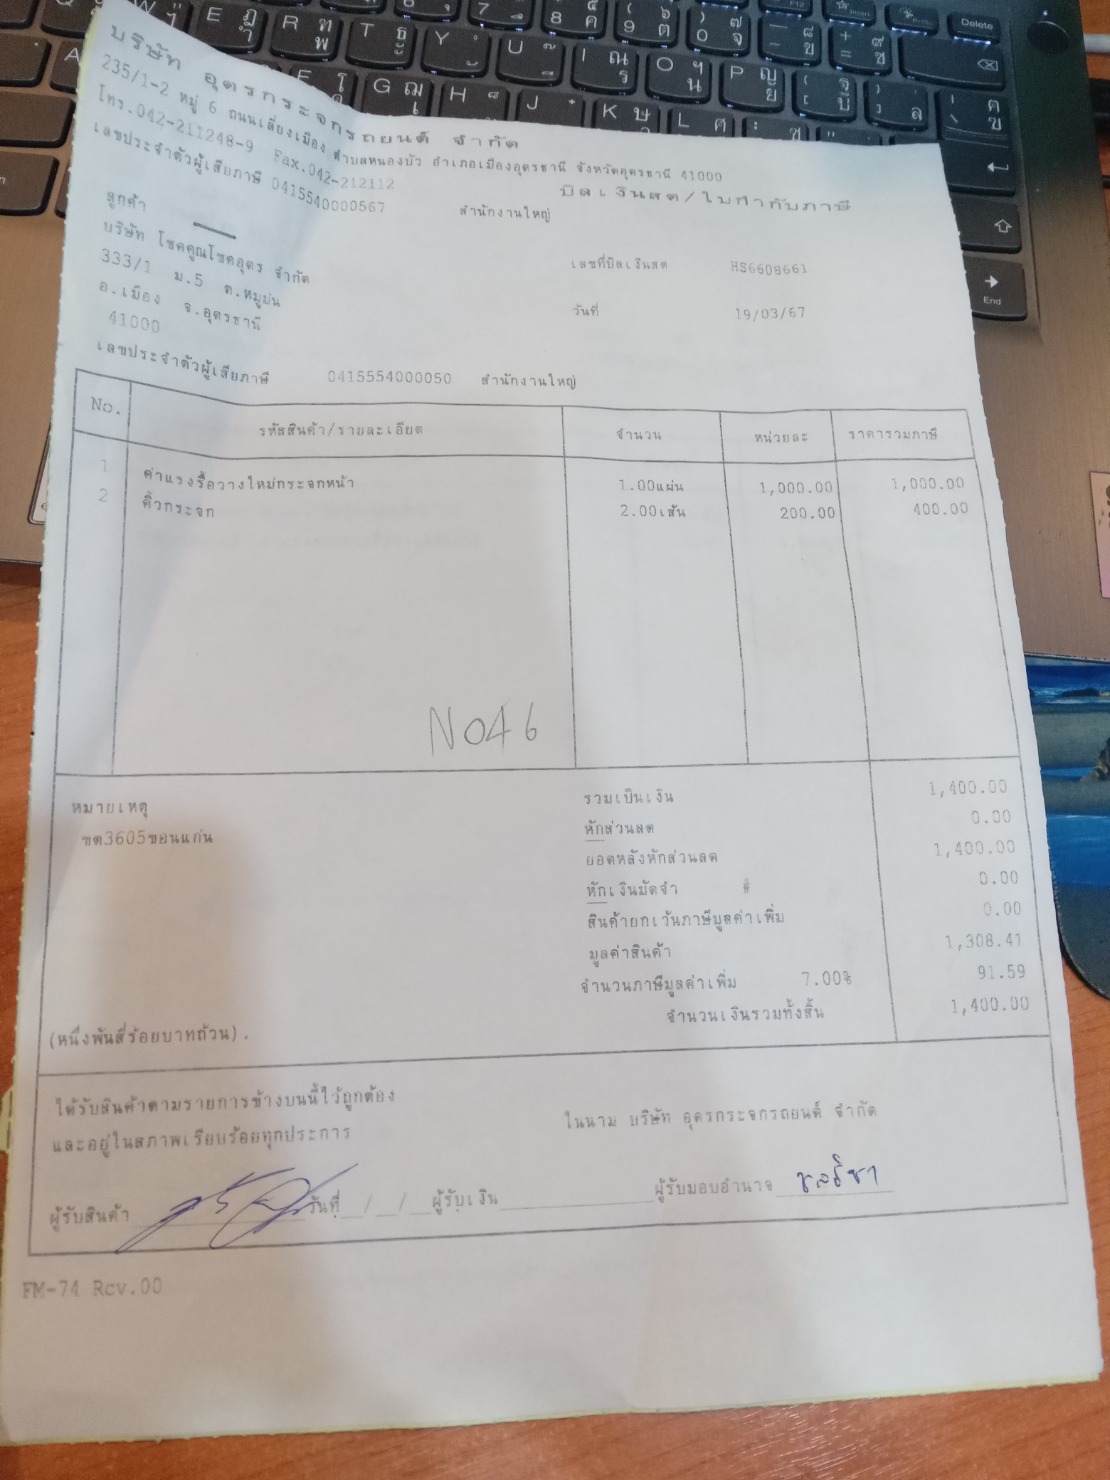 บริษัท อุดรกระจกรถยนต์ จำกัด
235/1-2 หมู่ 6 ถนนเลี่ยงเมือง ตำบลหนองบัว อำเภอเมืองอุดรธานี จังหวัดอุดรธานี 41000
โทร.042-211248-9 Fax.042-212112
บิลเงินสด/ใบกำกับภาษี
เลขประจำตัวผู้เสียภาษี 0415540000567 สำนักงานใหญ่
ลูกค้า
บริษัท โชคคูณโชคอุดร จำกัด
เลขที่บิลเงินสด HS6608661
333/1 ม.5 ต.หมูม่น
อ.เมือง จ.อุดรธานี
วันที่ 19/03/67
41000
เลขประจำตัวผู้เสียภาษี 0415554000050 สำนักงานใหญ่
No. รหัสสินค้า/รายละเอียด จำนวน หน่วยละ ราคารวมภาษี
1 ค่าแรงรื้อวางใหม่กระจกหน้า 1.00แผ่น 1,000.00 1,000.00
2 คิ้วกระจก 2.00เส้น 200.00 400.00
NO46
หมายเหตุ
ขต3605ขอนแก่น
รวมเป็นเงิน 1,400.00
หักส่วนลด 0.00
ยอดหลังหักส่วนลด 1,400.00
หักเงินมัดจำ # 0.00
สินค้ายกเว้นภาษีมูลค่าเพิ่ม 0.00
มูลค่าสินค้า 1,308.41
จำนวนภาษีมูลค่าเพิ่ม 7.00% 91.59
จำนวนเงินรวมทั้งสิ้น 1,400.00
(หนึ่งพันสี่ร้อยบาทถ้วน).
ได้รับสินค้าตามรายการข้างบนนี้ไว้ถูกต้อง
และอยู่ในสภาพเรียบร้อยทุกประการ
ในนาม บริษัท อุดรกระจกรถยนต์ จำกัด
ผู้รับสินค้า วันที่ / / ผู้รับเงิน ผู้รับมอบอำนาจ ชลธิชา
FM-74 Rev.00